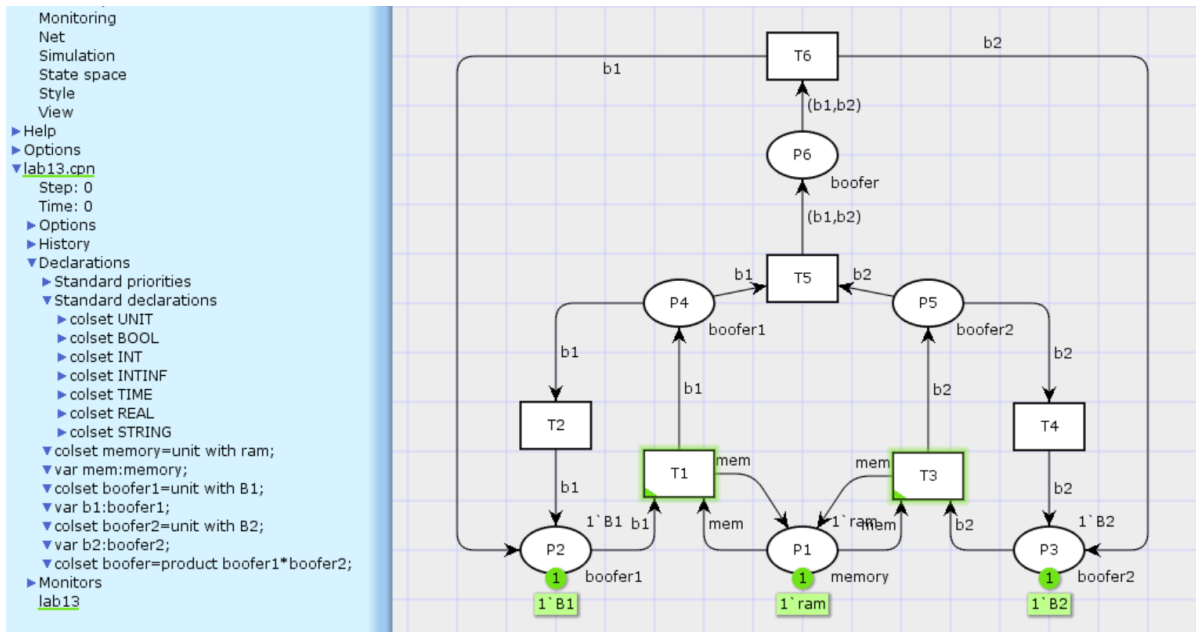 Monitoring
Net
Simulation
State space
Style
View
Help
Options
lab13.cpn
Step: 0
Time: 0
Options
History
Declarations
Standard priorities
Standard declarations
colset UNIT
colset BOOL
colset INT
colset INTINF
colset TIME
colset REAL
colset STRING
colset memory=unit with ram;
var mem:memory;
colset boofer1=unit with B1;
var b1:boofer1;
colset boofer2=unit with B2;
var b2:boofer2;
colset boofer=product boofer1*boofer2;
Monitors
lab13
b2
T6
b1
(b1,b2)
P6
boofer
(b1,b2)
b1
T5
b2
P4
P5
boofer1
boofer2
b1
b2
b1
b2
T2
T4
mem
mem
T1
T3
b1
b2
1`B1
b1
mem
1`ram
mem
b2
1`B2
P2
P1
P3
1
boofer1
1
memory
1
boofer2
1`B1
1`ram
1`B2